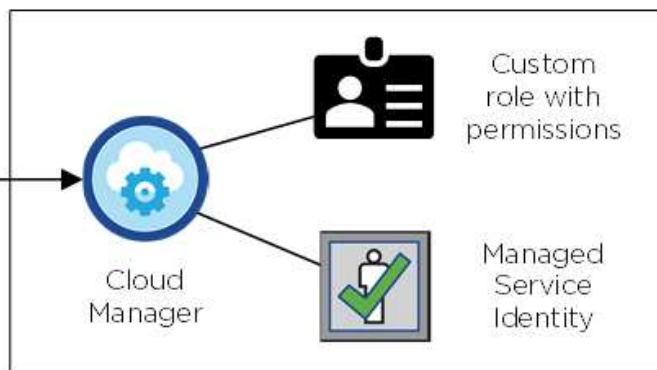 Custom
role with
permissions
Cloud
Manager
Managed
Service
Identity